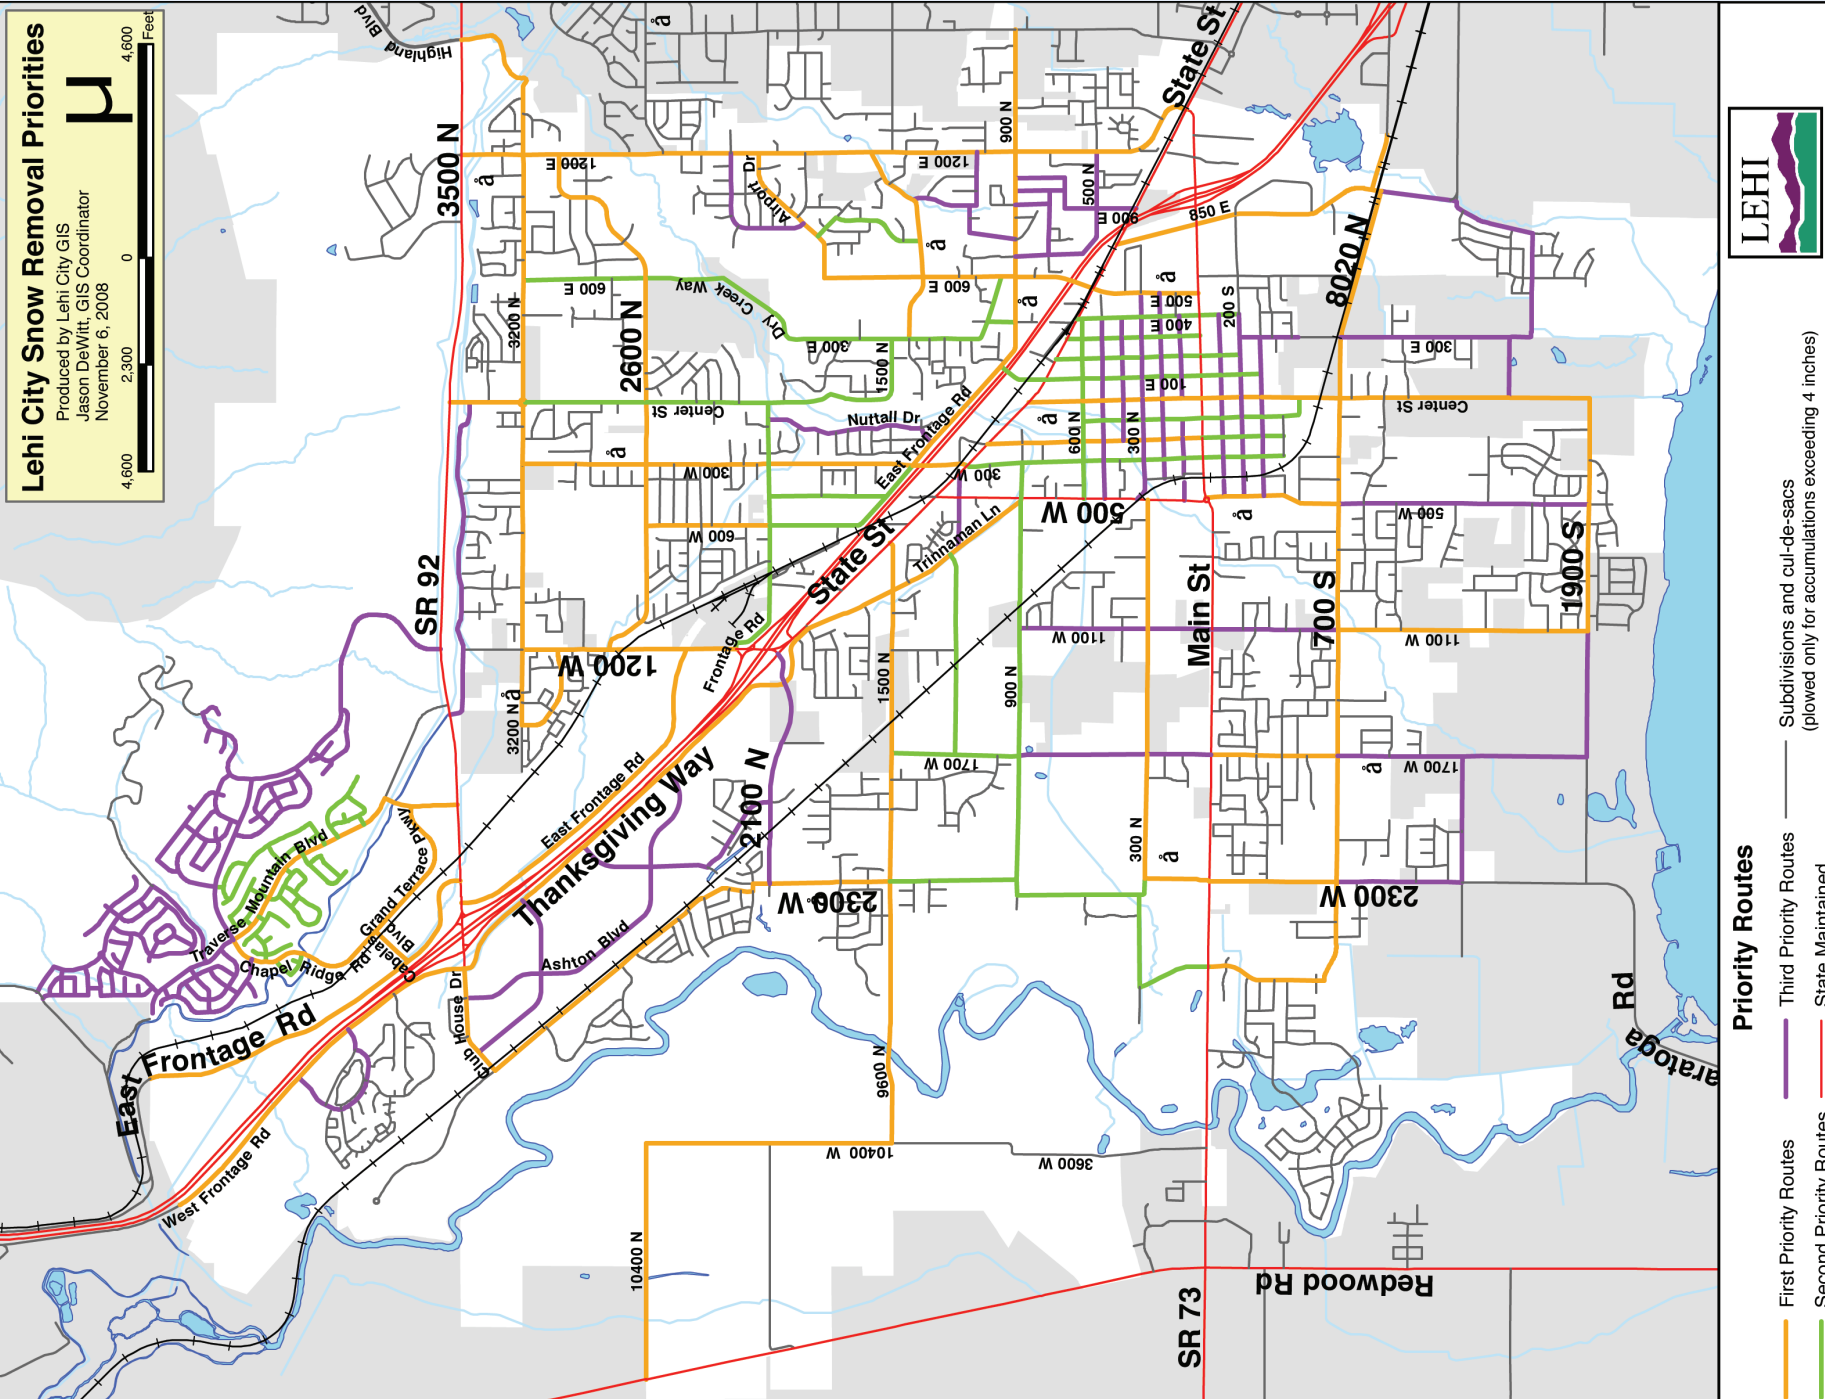 Lehi City Snow Removal Priorities
Produced by Lehi City GIS
Jason DeWitt, GIS Coordinator
November 6, 2008
µ
4,600 2,300 0 4,600
Feet
Highland
Blvd
3500 N
SR 92
3200 N
3200 N
2600 N
1200 E
1200 E
600 E
600 E
Dry Creek Way
Airport Dr
900 N
500 N
900 E
850 E
State St
8020 N
300 E
1500 N
Center St
Nuttall Dr
East Frontage Rd
300 W
300 W
600 W
500 E
400 E
200 S
100 E
600 N
300 N
300 E
Center St
500 W
500 W
1900 S
State St
Trinnaman Ln
Frontage Rd
1200 W
Main St
700 S
1100 W
1100 W
1500 N
900 N
1700 W
1700 W
East Frontage Rd
Thanksgiving Way
2100 N
2300 W
2300 W
300 N
Traverse Mountain Blvd
Grand Terrace Pkwy
Chapel Ridge Rd
Cabela's Blvd
Ashton Blvd
Club House Dr
East Frontage Rd
West Frontage Rd
9600 N
10400 W
3600 W
10400 N
SR 73
Redwood Rd
Rd
aratoga
LEHI
Priority Routes
First Priority Routes
Second Priority Routes
Third Priority Routes
State Maintained
Subdivisions and cul-de-sacs
(plowed only for accumulations exceeding 4 inches)